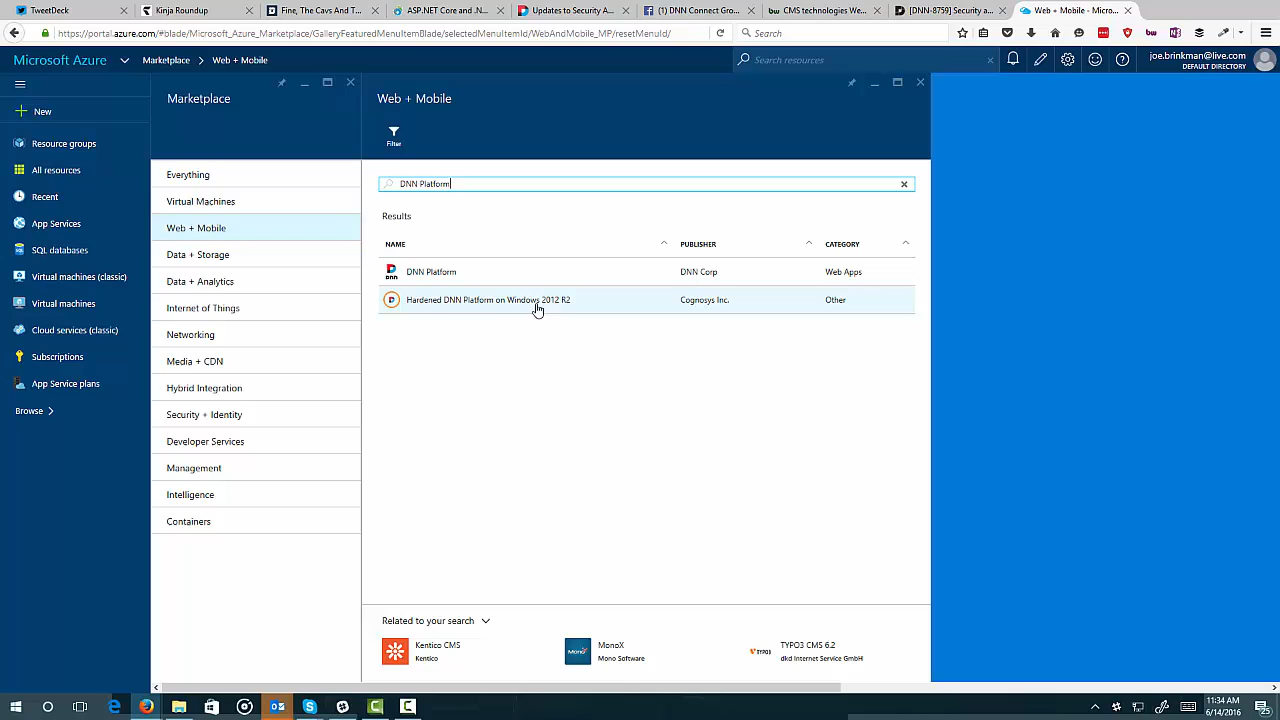 TweetDeck
Kinja Roundup
Fine, The Cavs And T...
ASP.NET Core and .N...
Updates to Security A...
(1) DNN Connect Gro...
CMS technologies We...
[DNN-8759] Security a...
Web + Mobile - Micros...
https://portal.azure.com/#blade/Microsoft_Azure_Marketplace/GalleryFeaturedMenuItemBlade/selectedMenuItemId/WebAndMobile_MP/resetMenuId/
Search
Microsoft Azure
Marketplace
Web + Mobile
Search resources
joe.brinkman@live.com
DEFAULT DIRECTORY
New
Resource groups
All resources
Recent
App Services
SQL databases
Virtual machines (classic)
Virtual machines
Cloud services (classic)
Subscriptions
App Service plans
Browse
Marketplace
Everything
Virtual Machines
Web + Mobile
Data + Storage
Data + Analytics
Internet of Things
Networking
Media + CDN
Hybrid Integration
Security + Identity
Developer Services
Management
Intelligence
Containers
Web + Mobile
Filter
DNN Platform
Results
NAME PUBLISHER CATEGORY
DNN DNN Platform DNN Corp Web Apps
Hardened DNN Platform on Windows 2012 R2 Cognosys Inc. Other
Related to your search
Kentico CMS
Kentico
MonoX
Mono Software
TYPO3 CMS 6.2
dkd Internet Service GmbH
11:34 AM
6/14/2016
25